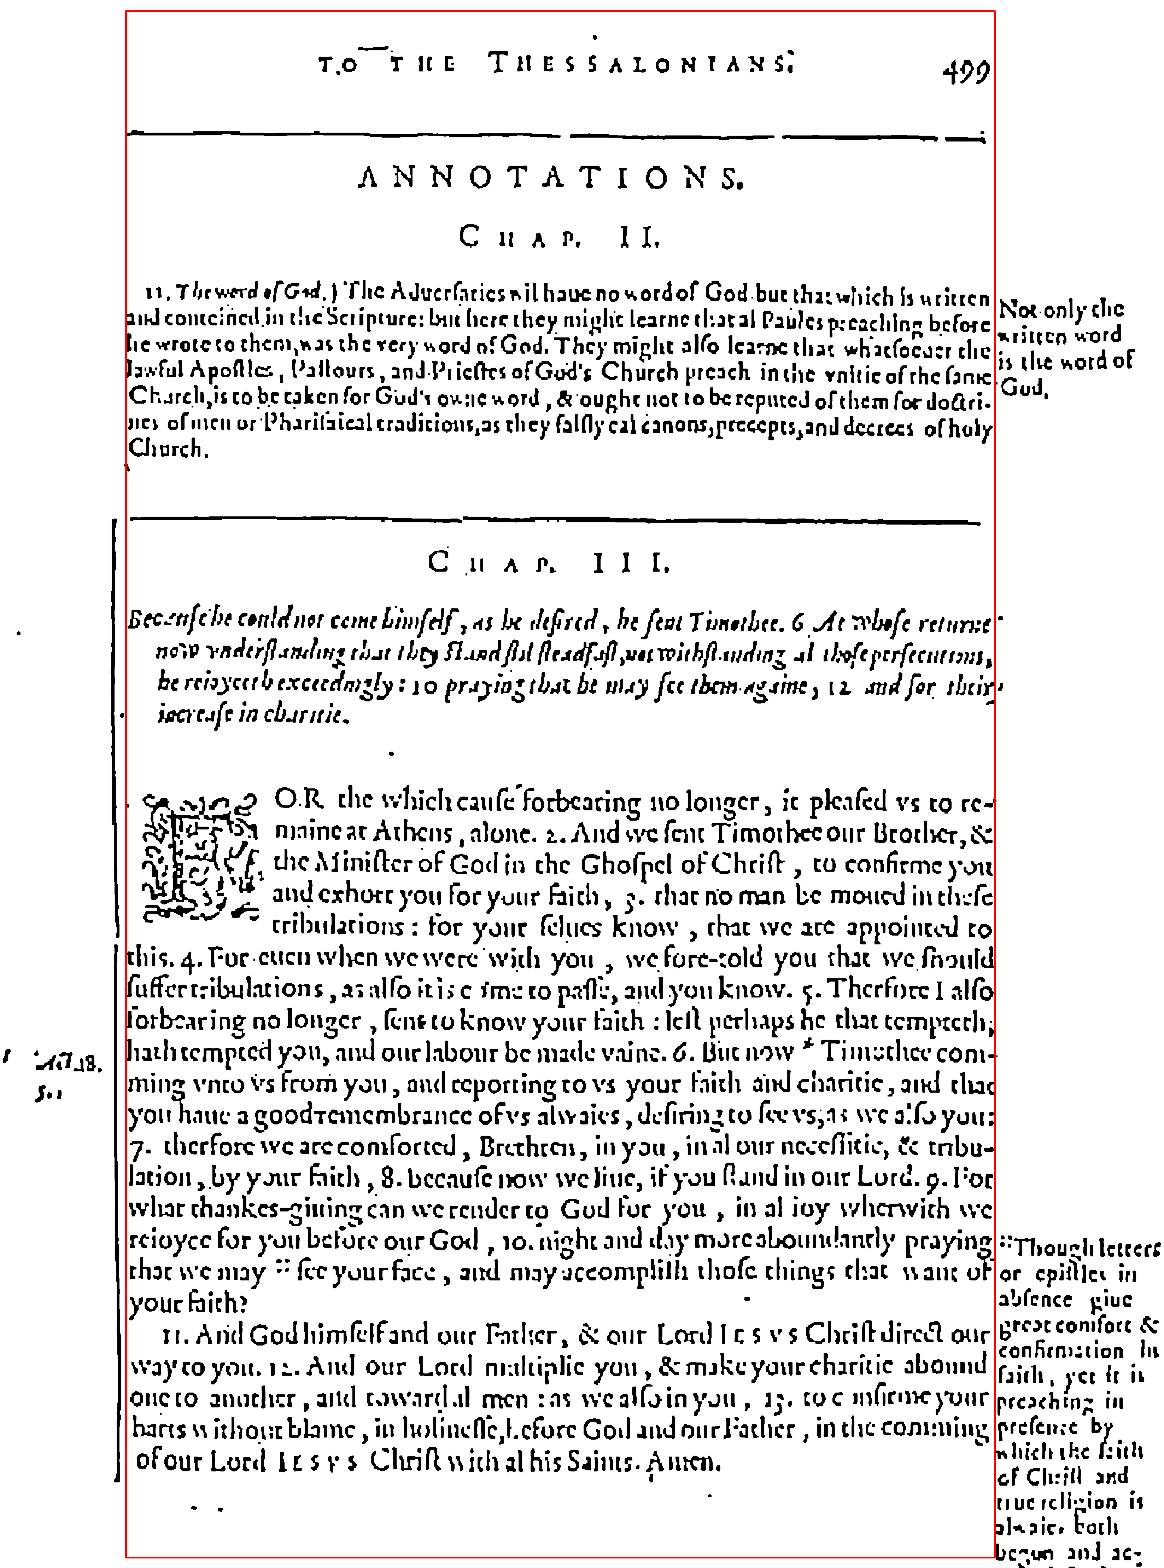 TO THE THESSALONIANS.
499
ANNOTATIONS.
CHAP. II.
11. The word of God.) The Aduersaries wil haue no word of God but that which is written
and conteined in the Scripture: but here they might learne that al Paules preaching before
he wrote to them, was the very word of God. They might also learne that whatsoeuer the
lawful Apostles, Pastours, and Priestes of God's Church preach in the vnitie of the same
Church, is to be taken for God's owne word, & ought not to be reputed of them for doctri-
nes of men or Pharisaical traditions, as they falsly cal canons, precepts, and decrees of holy
Church.
Not only the
written word
is the word of
God.
CHAP. III.
Because he could not come himself, as he desired, he sent Timothee. 6 At whose returne
now vnderstanding that they stand stil steadfast, notwithstanding al those persecutions,
he reioyceth exceedingly: 10 praying that he may see them againe, 12 and for their
increase in charitie.
FOR the which cause forbearing no longer, it pleased vs to re-
maine at Athens, alone. 2. And we sent Timothee our Brother, &
the Minister of God in the Ghospel of Christ, to confirme you
and exhort you for your faith, 3. that no man be moued in these
tribulations: for your selues know, that we are appointed to
this. 4. For euen when we were with you, we fore-told you that we should
suffer tribulations, as also it is come to passe, and you know. 5. Therfore I also
forbearing no longer, sent to know your faith: lest perhaps he that tempteth,
hath tempted you, and our labour be made vaine. 6. But now * Timothee com-
ming vnto vs from you, and reporting to vs your faith and charitie, and that
you haue a good remembrance of vs alwaies, desiring to see vs, as we also you:
7. therfore we are comforted, Brethren, in you, in al our necessitie, & tribu-
lation, by your faith, 8. because now we liue, if you stand in our Lord. 9. For
what thankes-giuing can we render to God for you, in al ioy wherwith we
reioyce for you before our God, 10. night and day more aboundantly praying
that we may :: see your face, and may accomplish those things that want of
your faith?
11. And God himself and our Father, & our Lord IESVS Christ direct our
way to you. 12. And our Lord multiplie you, & make your charitie abound
one to another, and toward al men: as we also in you, 13. to confirme your
harts without blame, in holinesse, before God and our Father, in the comming
of our Lord IESVS Christ with al his Saints. Amen.
Act. 18.
5.
:: Though letters
or epistles in
absence giue
great comfort &
confirmation in
faith, yet it is
preaching in
presence by
which the faith
of Christ and
true religion is
alwaies both
begun and ac-